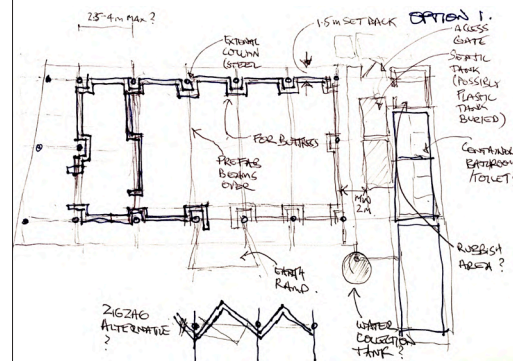 2.5-4m MAX?
1.5m SETBACK
OPTION 1.
EXTERNAL
COLUMN
(STEEL
ACCESS
GATE
SEPTIC
TANK
(POSSIBLY
PLASTIC
TANK
BURIED)
FOR BUTTRESS
PREFAB
BEAMS
OVER
CONTAINER
BATHROOM
/TOILET
MIN
2m
RUBBISH
AREA?
EARTH
RAMP.
ZIGZAG
ALTERNATIVE
?
WATER
COLLECTION
TANK?